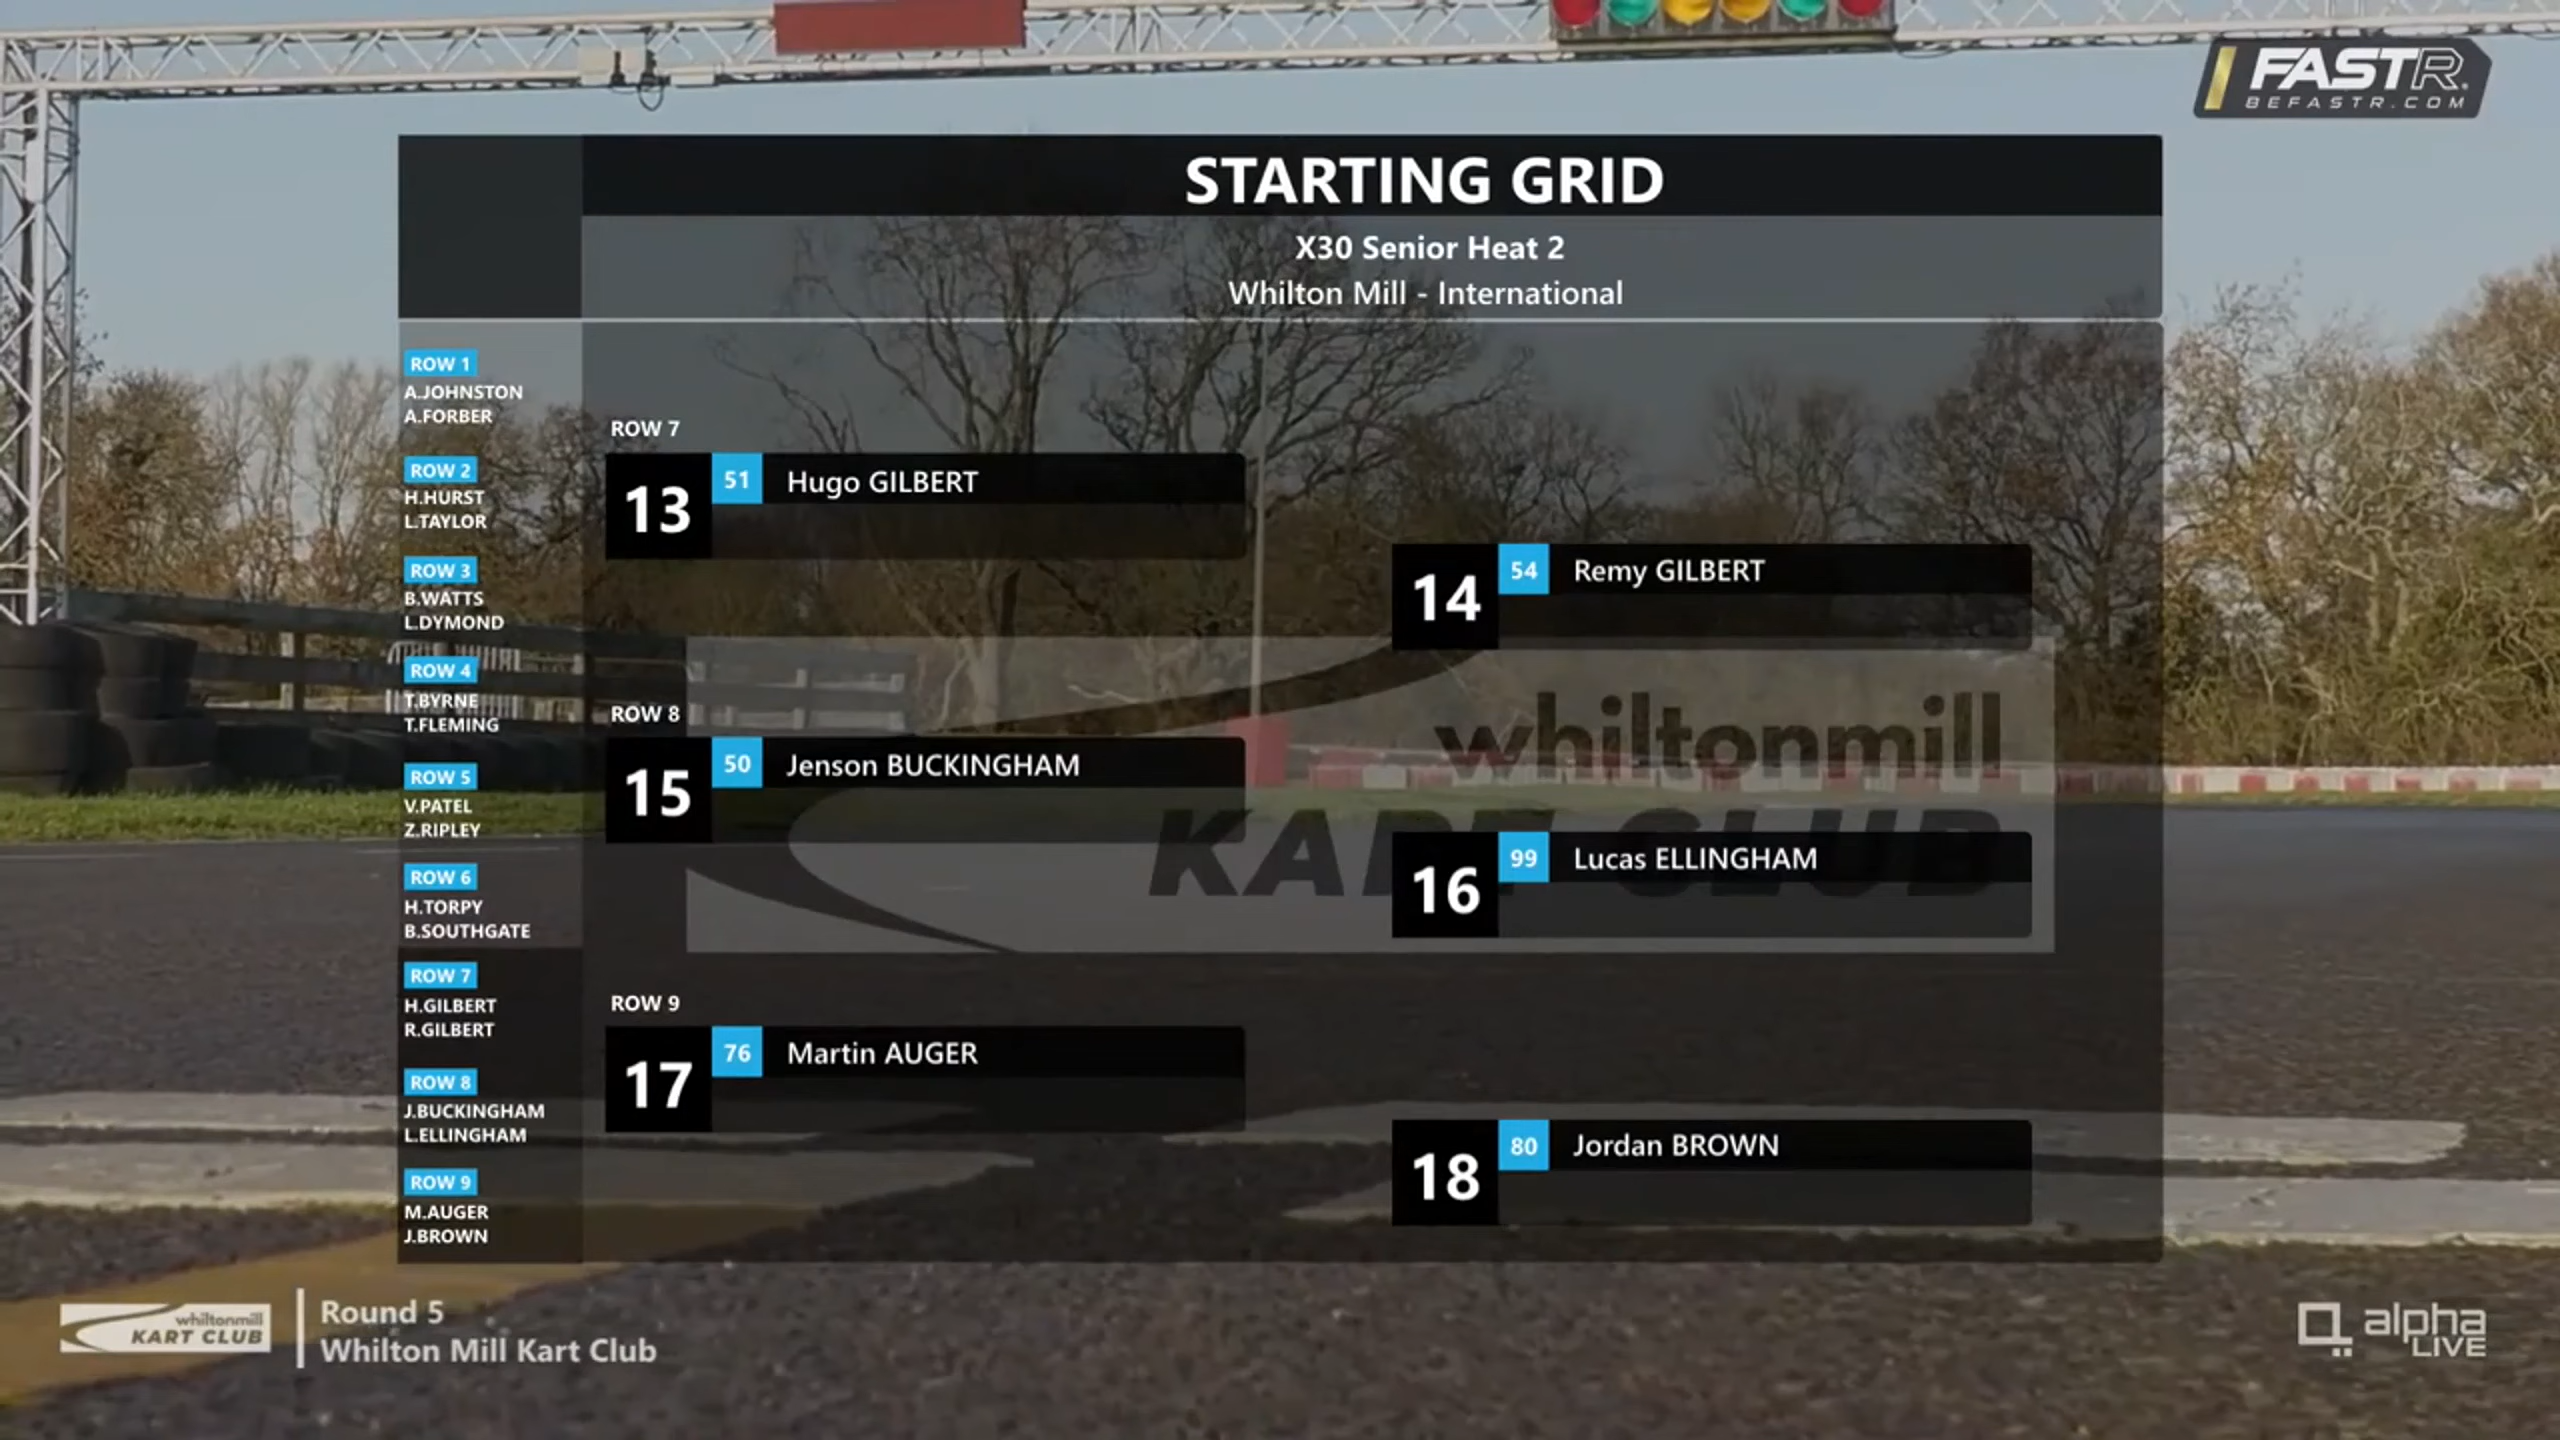 FASTR
BEFASTR.COM
STARTING GRID
X30 Senior Heat 2
Whilton Mill - International
ROW 1
A.JOHNSTON
A.FORBER
ROW 2
H.HURST
L.TAYLOR
ROW 3
B.WATTS
L.DYMOND
ROW 4
T.BYRNE
T.FLEMING
ROW 5
V.PATEL
Z.RIPLEY
ROW 6
H.TORPY
B.SOUTHGATE
ROW 7
H.GILBERT
R.GILBERT
ROW 8
J.BUCKINGHAM
L.ELLINGHAM
ROW 9
M.AUGER
J.BROWN
ROW 7
13 51 Hugo GILBERT
14 54 Remy GILBERT
ROW 8
15 50 Jenson BUCKINGHAM
16 99 Lucas ELLINGHAM
ROW 9
17 76 Martin AUGER
18 80 Jordan BROWN
whiltonmill
KART CLUB
whiltonmill
KART CLUB
Round 5
Whilton Mill Kart Club
alpha
LIVE